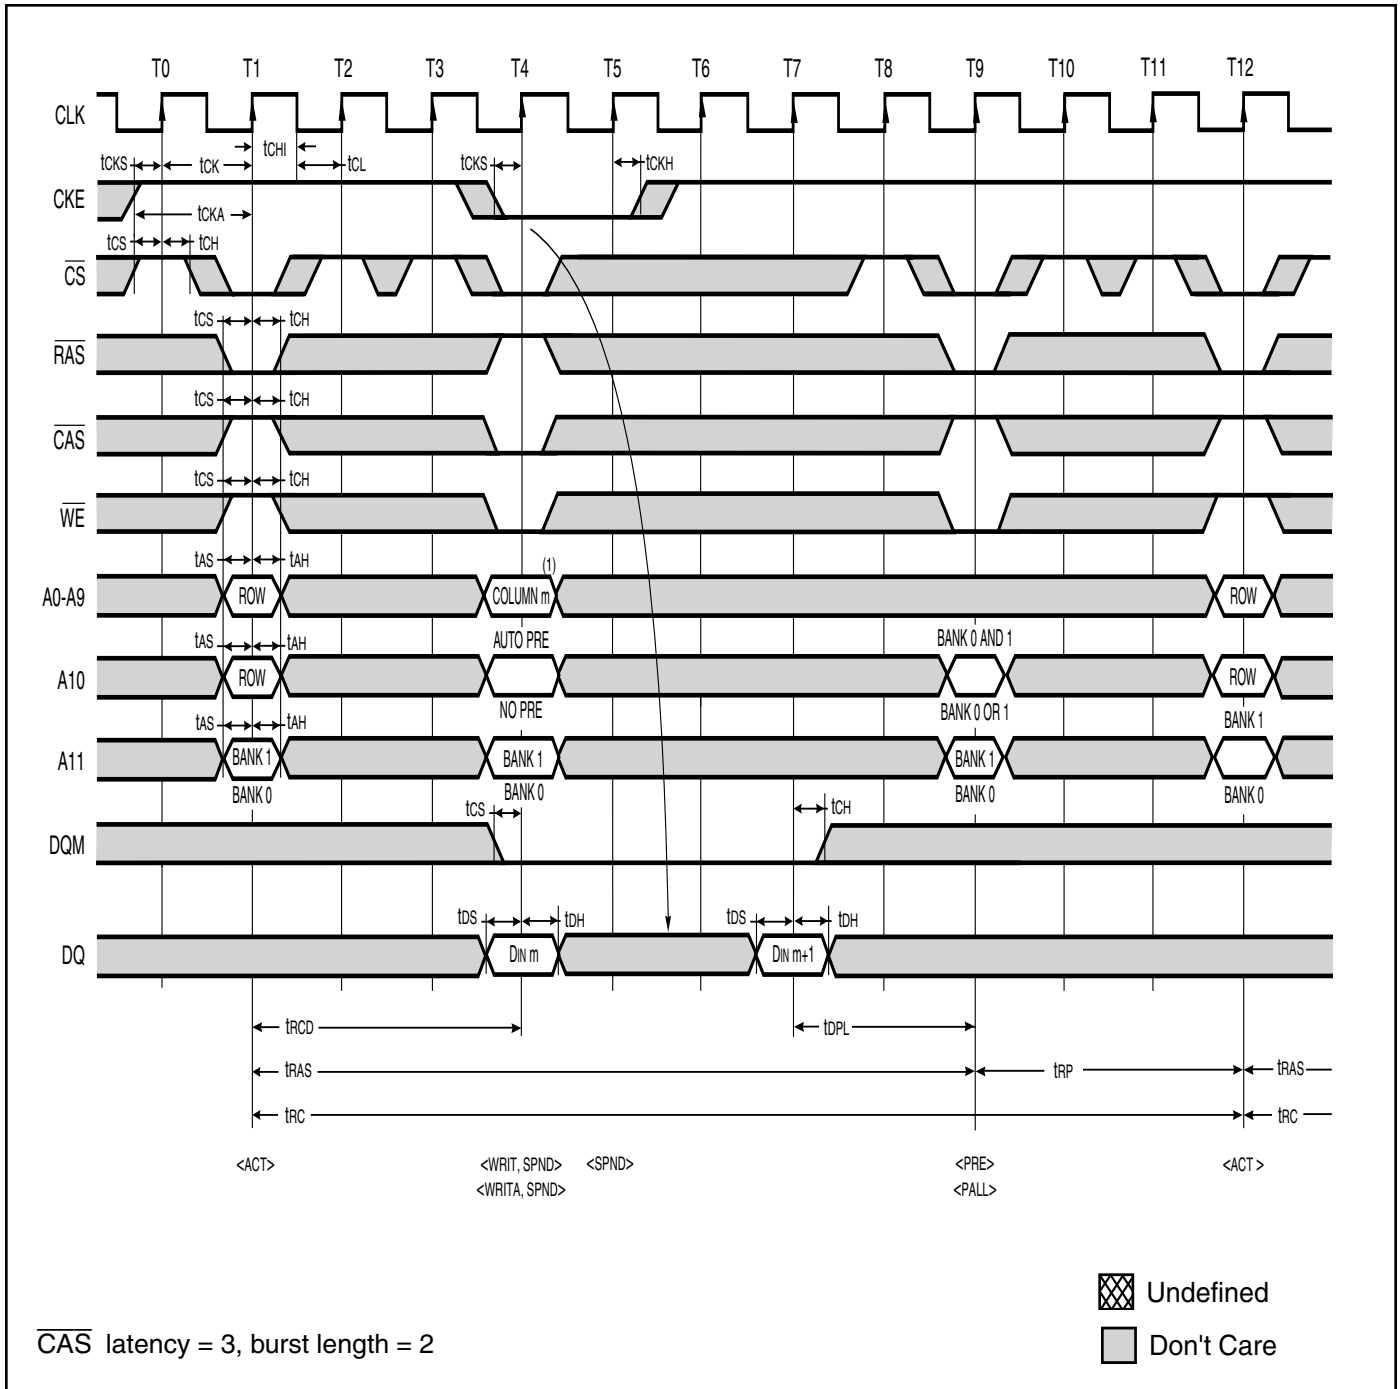 T0 T1 T2 T3 T4 T5 T6 T7 T8 T9 T10 T11 T12
CLK
tCHI
tCKS tCK tCL tCKS tCKH
CKE
tCKA
tCS tCH
CS
tCS tCH
RAS
tCS tCH
CAS
tCS tCH
WE
tAS tAH (1)
A0-A9 ROW COLUMN m ROW
AUTO PRE BANK 0 AND 1
tAS tAH
A10 ROW ROW
NO PRE BANK 0 OR 1 BANK 1
tAS tAH
A11 BANK 1 BANK 1 BANK 1
BANK 0 BANK 0 BANK 0 BANK 0
tCS tCH
DQM
tDS tDH tDS tDH
DQ DIN m DIN m+1
tRCD tDPL
tRAS tRP tRAS
tRC tRC
<ACT> <WRIT, SPND> <SPND> <PRE> <ACT >
<WRITA, SPND> <PALL>
Undefined
CAS latency = 3, burst length = 2 Don't Care